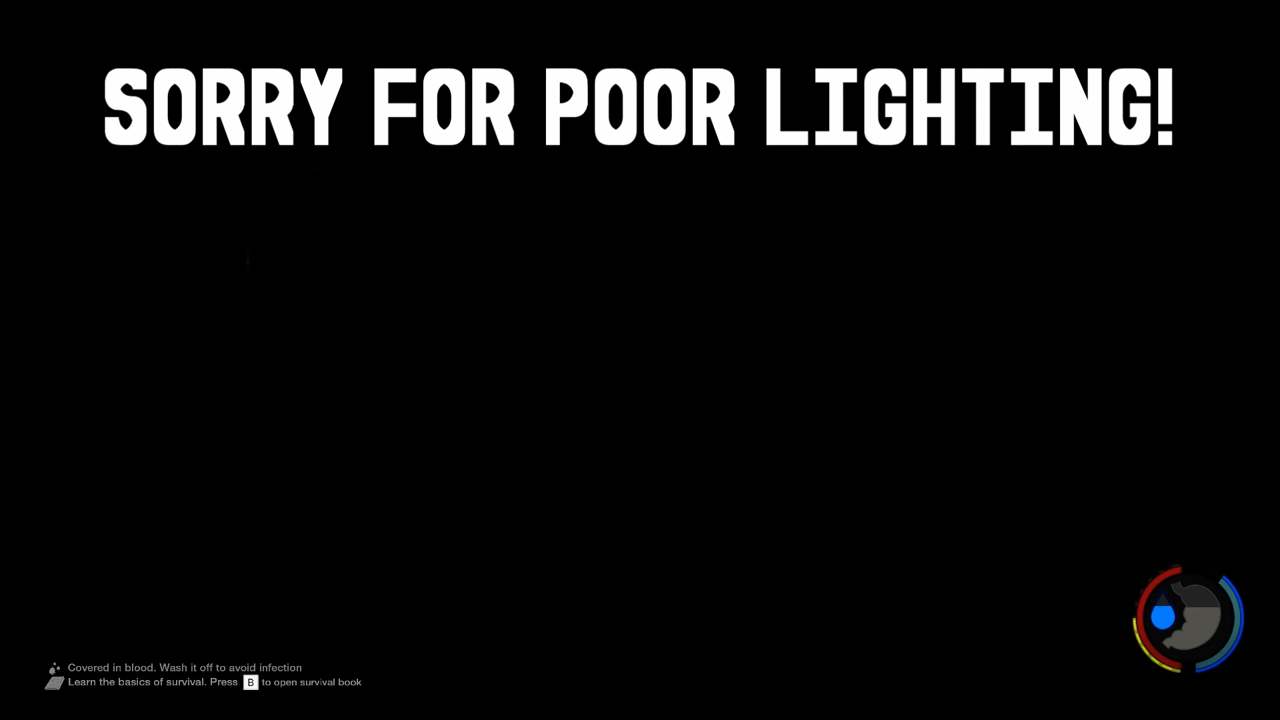 SORRY FOR POOR LIGHTING!
Covered in blood. Wash it off to avoid infection
Learn the basics of survival. Press B to open survival book